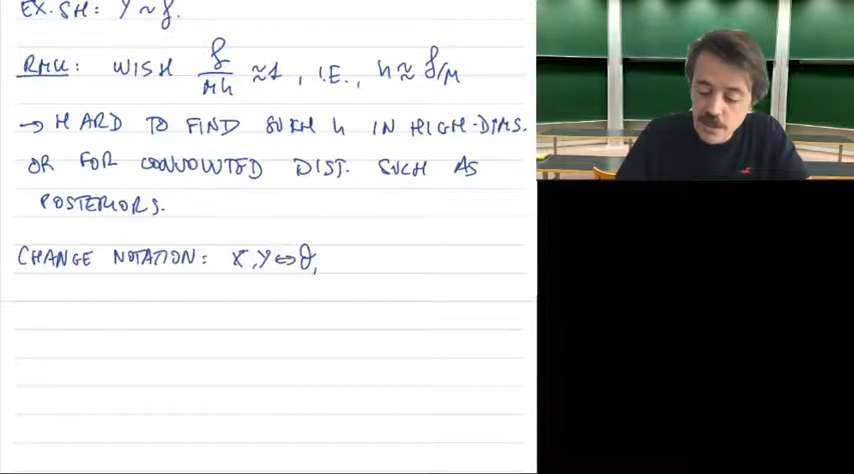 EX. SH: Y ~ f.
RMK: WISH f/Mh ≈ 1, I.E., h ≈ f/M
→ HARD TO FIND SUCH h IN HIGH-DIMS.
OR FOR CONVOLUTED DIST. SUCH AS
POSTERIORS.
CHANGE NOTATION: X,Y ↔ θ,